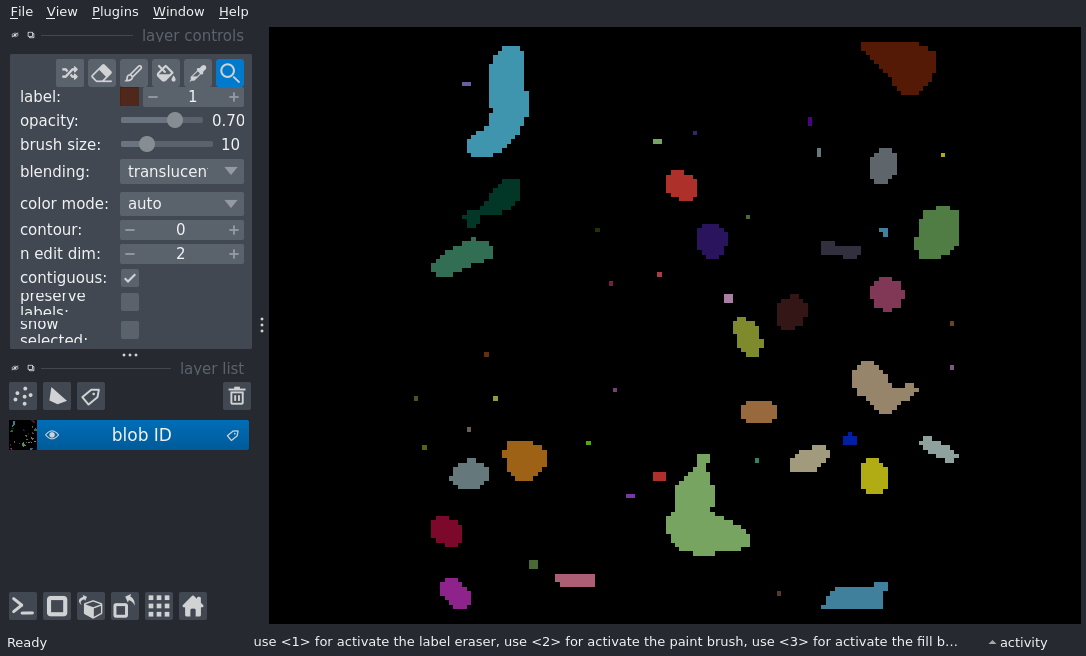 File View Plugins Window Help
layer controls
label: 1
opacity: 0.70
brush size: 10
blending: translucen
color mode: auto
contour: 0
n edit dim: 2
contiguous:
preserve
labels:
show
selected:
layer list
blob ID
Ready use <1> for activate the label eraser, use <2> for activate the paint brush, use <3> for activate the fill b... activity